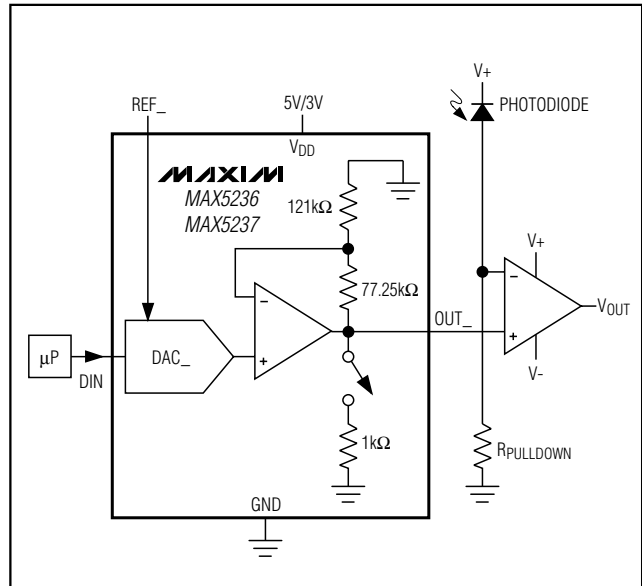 REF_
5V/3V
V+
PHOTODIODE
VDD
MAXIM
MAX5236
MAX5237
121kΩ
77.25kΩ
V+
−
−
OUT_
VOUT
μP
DIN
DAC_
+
+
V-
1kΩ
RPULLDOWN
GND